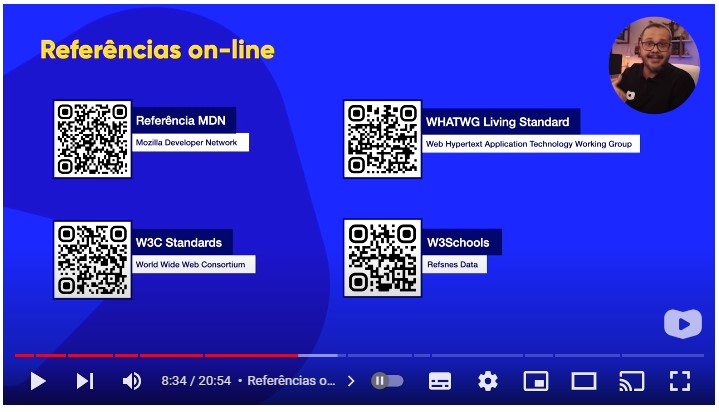 Referências on-line
Referência MDN
Mozilla Developer Network
WHATWG Living Standard
Web Hypertext Application Technology Working Group
W3C Standards
World Wide Web Consortium
W3Schools
Refsnes Data
8:34 / 20:54 • Referências o...